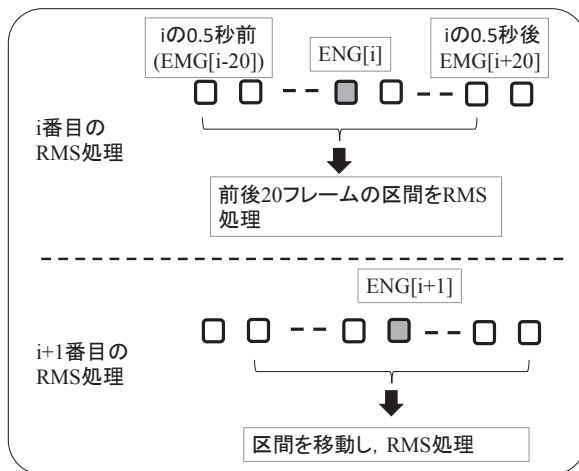 iの0.5秒前
(EMG[i-20])
ENG[i]
iの0.5秒後
EMG[i+20]
i番目の
RMS処理
前後20フレームの区間をRMS
処理
ENG[i+1]
i+1番目の
RMS処理
区間を移動し, RMS処理